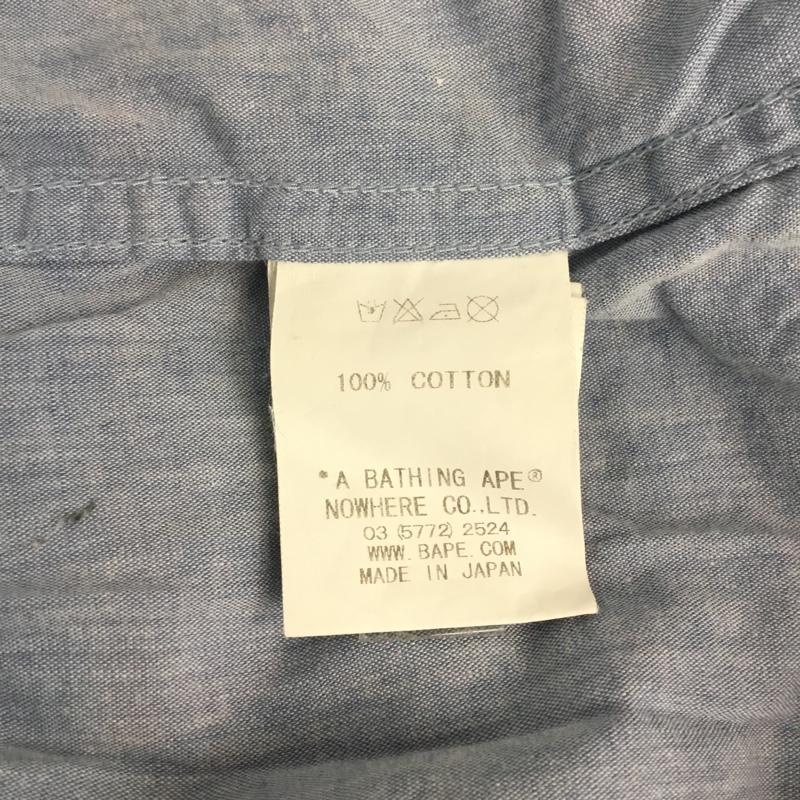 100% COTTON
*A BATHING APE®
NOWHERE CO.,LTD.
03 (5772) 2524
WWW. BAPE. COM
MADE IN JAPAN